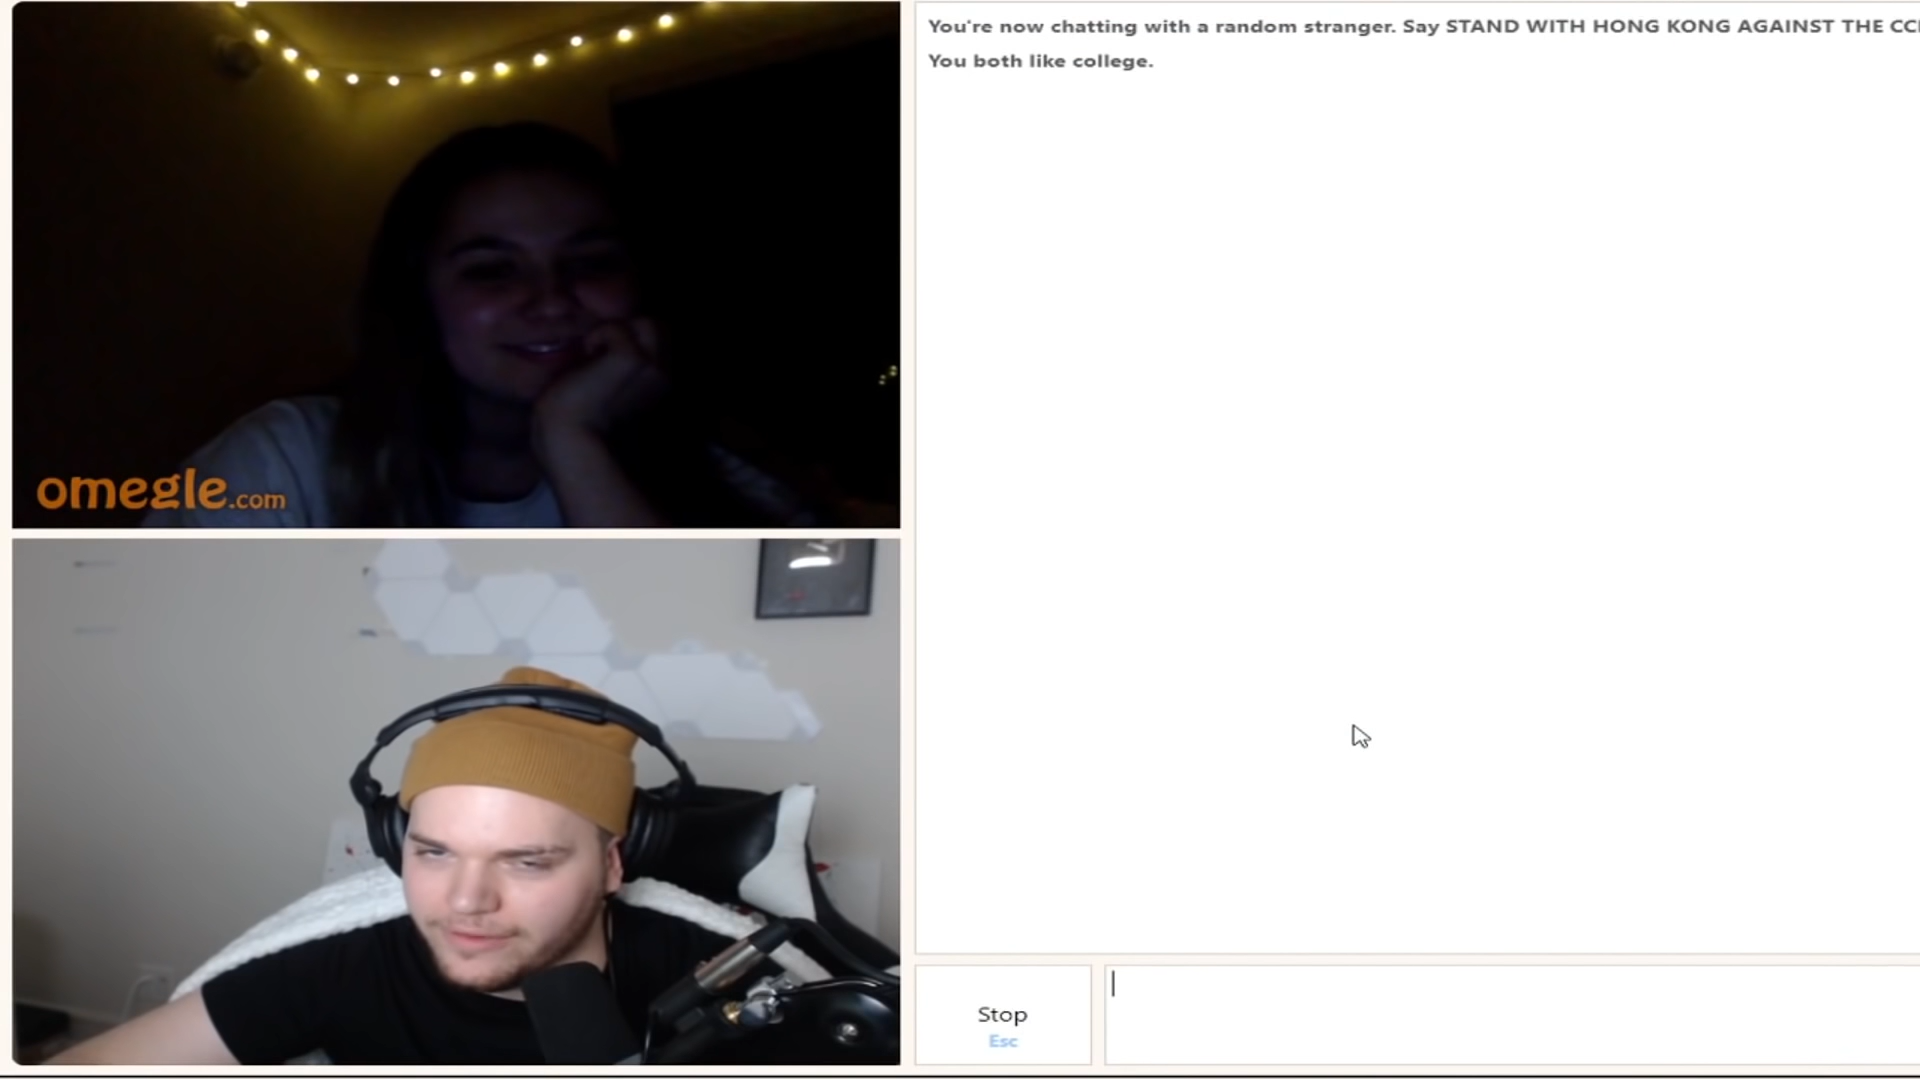 You're now chatting with a random stranger. Say STAND WITH HONG KONG AGAINST THE
You both like college.
omegle.com
Stop
Esc